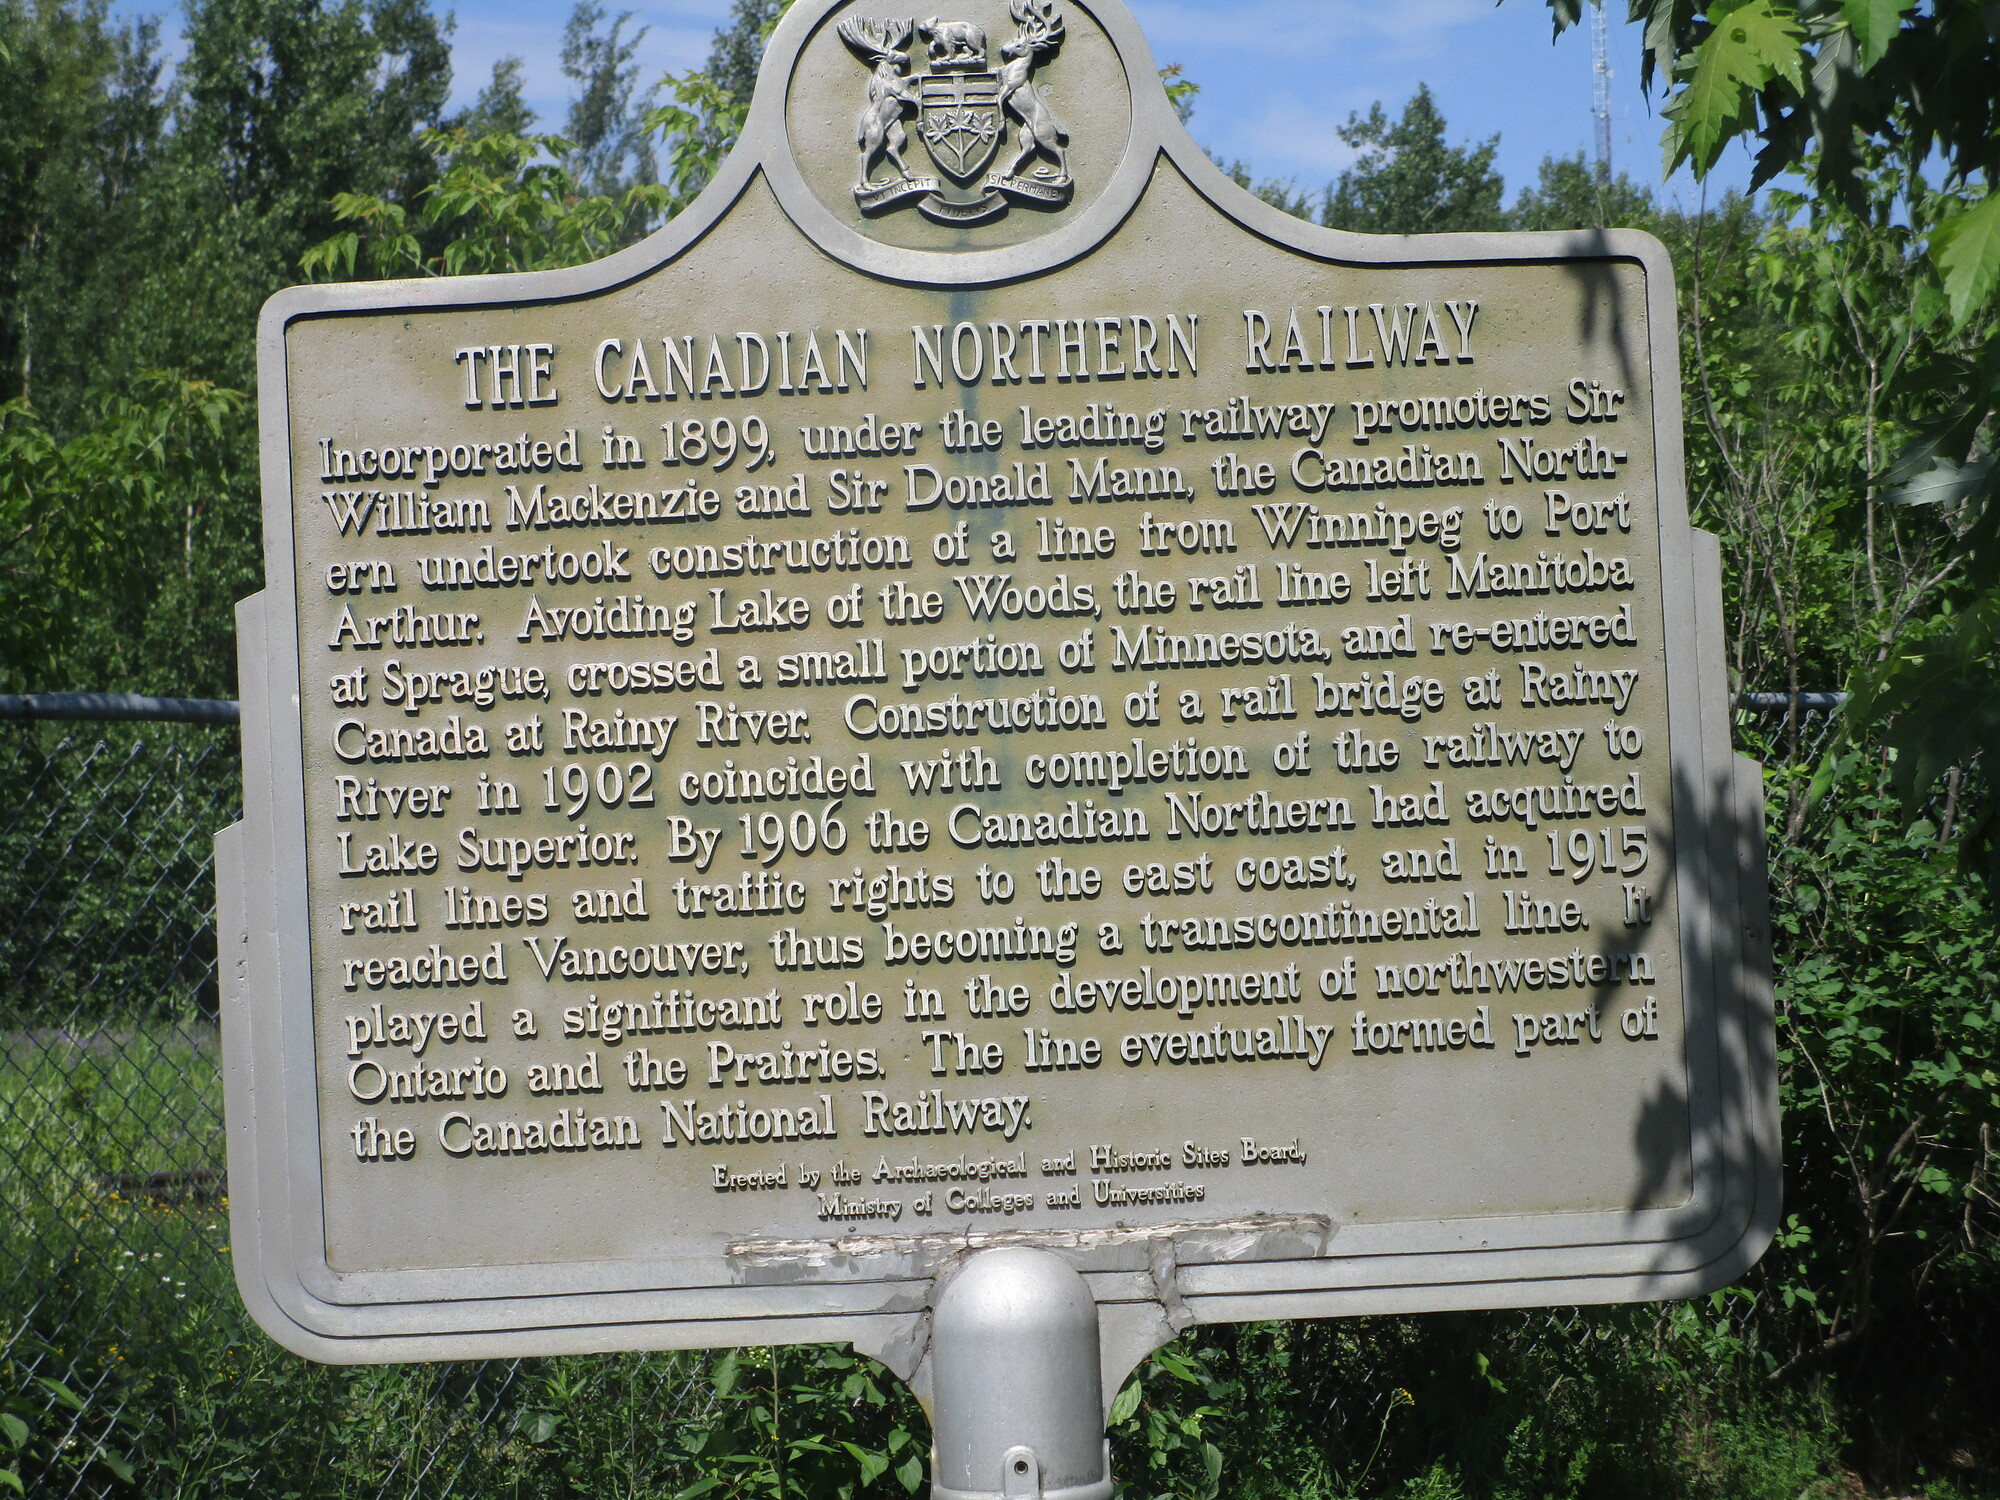 UT INCEPIT
SIC PERMANET
FIDELIS
THE CANADIAN NORTHERN RAILWAY
Incorporated in 1899, under the leading railway promoters Sir
William Mackenzie and Sir Donald Mann, the Canadian North-
ern undertook construction of a line from Winnipeg to Port
Arthur. Avoiding Lake of the Woods, the rail line left Manitoba
at Sprague, crossed a small portion of Minnesota, and re-entered
Canada at Rainy River. Construction of a rail bridge at Rainy
River in 1902 coincided with completion of the railway to
Lake Superior. By 1906 the Canadian Northern had acquired
rail lines and traffic rights to the east coast, and in 1915
reached Vancouver, thus becoming a transcontinental line. It
played a significant role in the development of northwestern
Ontario and the Prairies. The line eventually formed part of
the Canadian National Railway.
Erected by the Archaeological and Historic Sites Board,
Ministry of Colleges and Universities